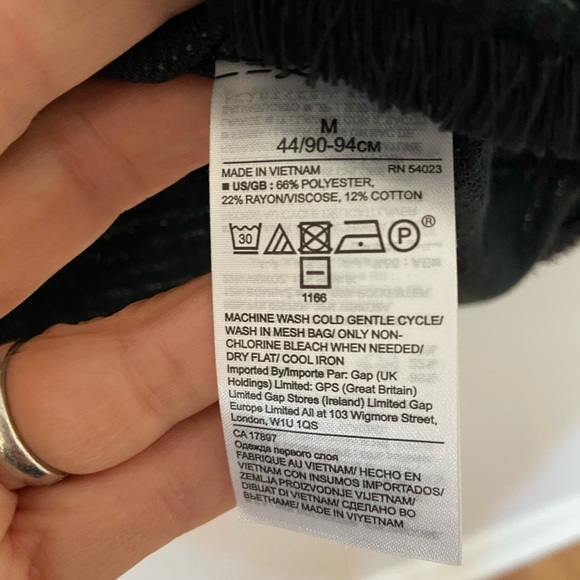 M
44/90-94CM
MADE IN VIETNAM RN 54023
■ US/GB : 66% POLYESTER,
22% RAYON/VISCOSE, 12% COTTON
30 P ®
1166
MACHINE WASH COLD GENTLE CYCLE/
WASH IN MESH BAG/ ONLY NON-
CHLORINE BLEACH WHEN NEEDED/
DRY FLAT/ COOL IRON
Imported By/Importe Par: Gap (UK
Holdings) Limited: GPS (Great Britain)
Limited Gap Stores (Ireland) Limited Gap
Europe Limited All at 103 Wigmore Street,
London, W1U 1QS
CA 17897
Одежда первого слоя
FABRIQUE AU VIETNAM/ HECHO EN
VIETNAM CON INSUMOS IMPORTADOS/
ZEMLJA PROIZVODNJE VIJETNAM/
DIBUAT DI VIETNAM/ СДЕЛАНО ВО
ВЬЕТНАМЕ/ MADE IN VIYETNAM